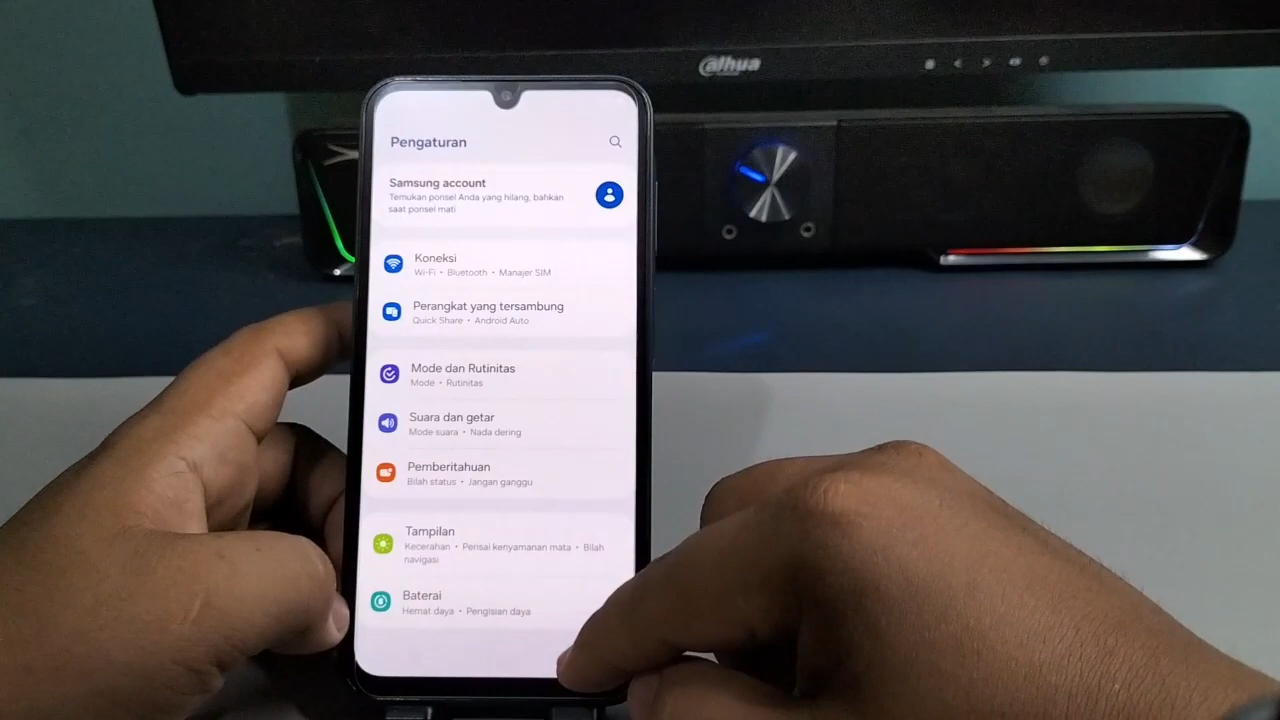 alhua
Pengaturan
Samsung account
Temukan ponsel Anda yang hilang, bahkan
saat ponsel mati
Koneksi
Wi-Fi • Bluetooth • Manajer SIM
Perangkat yang tersambung
Quick Share • Android Auto
Mode dan Rutinitas
Mode • Rutinitas
Suara dan getar
Mode suara • Nada dering
Pemberitahuan
Bilah status • Jangan ganggu
Tampilan
Kecerahan • Perisai kenyamanan mata • Bilah
navigasi
Baterai
Hemat daya • Pengisian daya